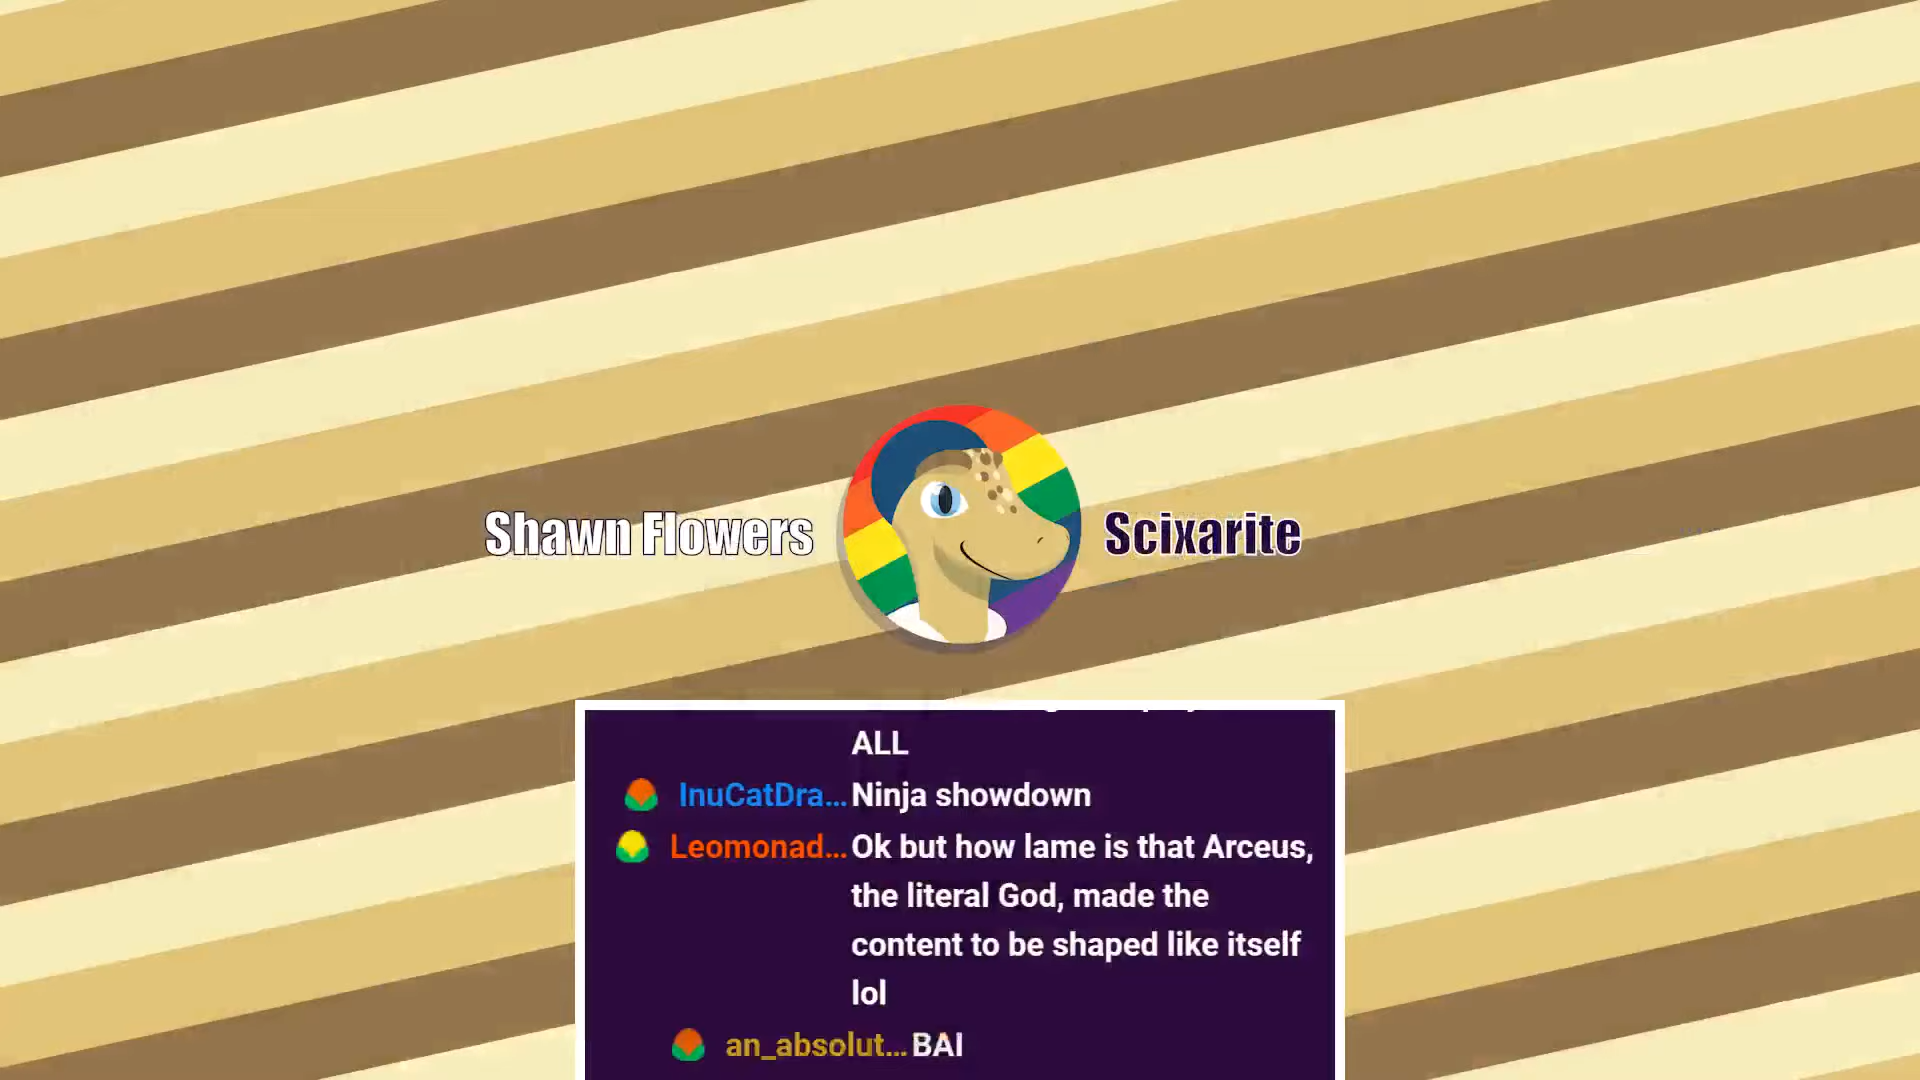 Shawn Flowers
Scixarite
ALL
InuCatDra... Ninja showdown
Leomonad... Ok but how lame is that Arceus,
the literal God, made the
content to be shaped like itself
lol
an_absolut... BAI